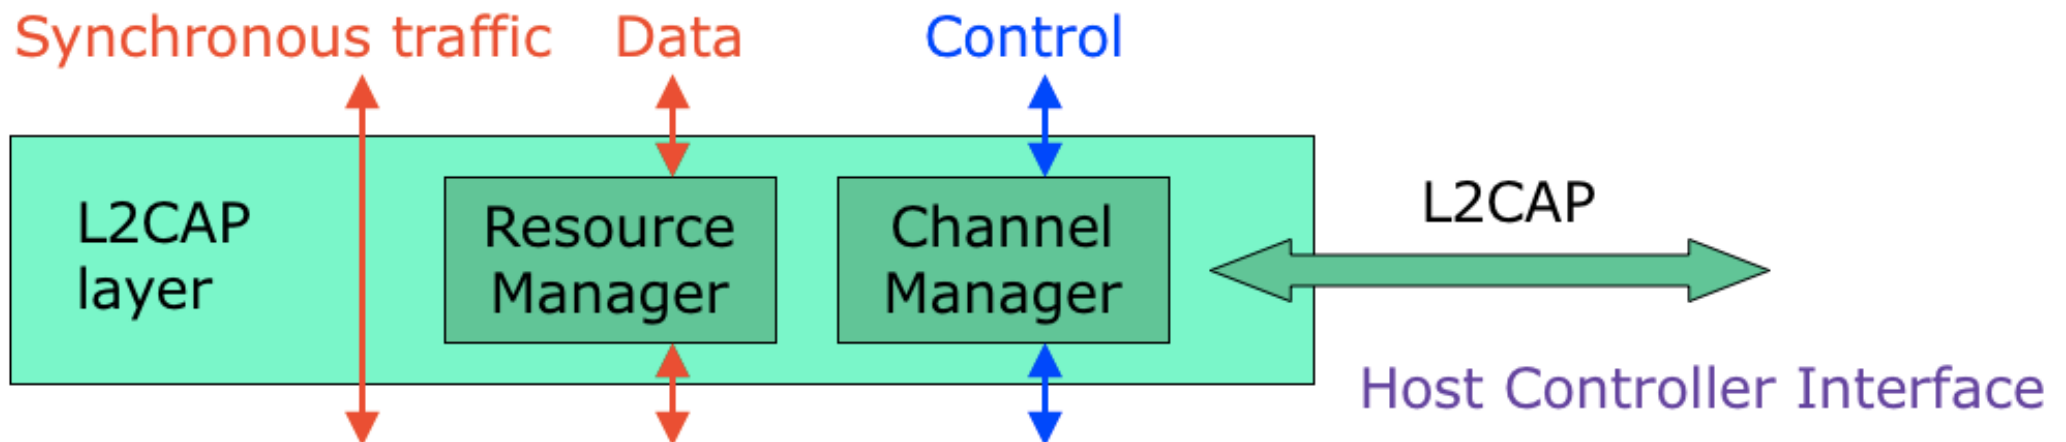 Synchronous traffic
Data
Control
L2CAP
layer
Resource
Manager
Channel
Manager
L2CAP
Host Controller Interface